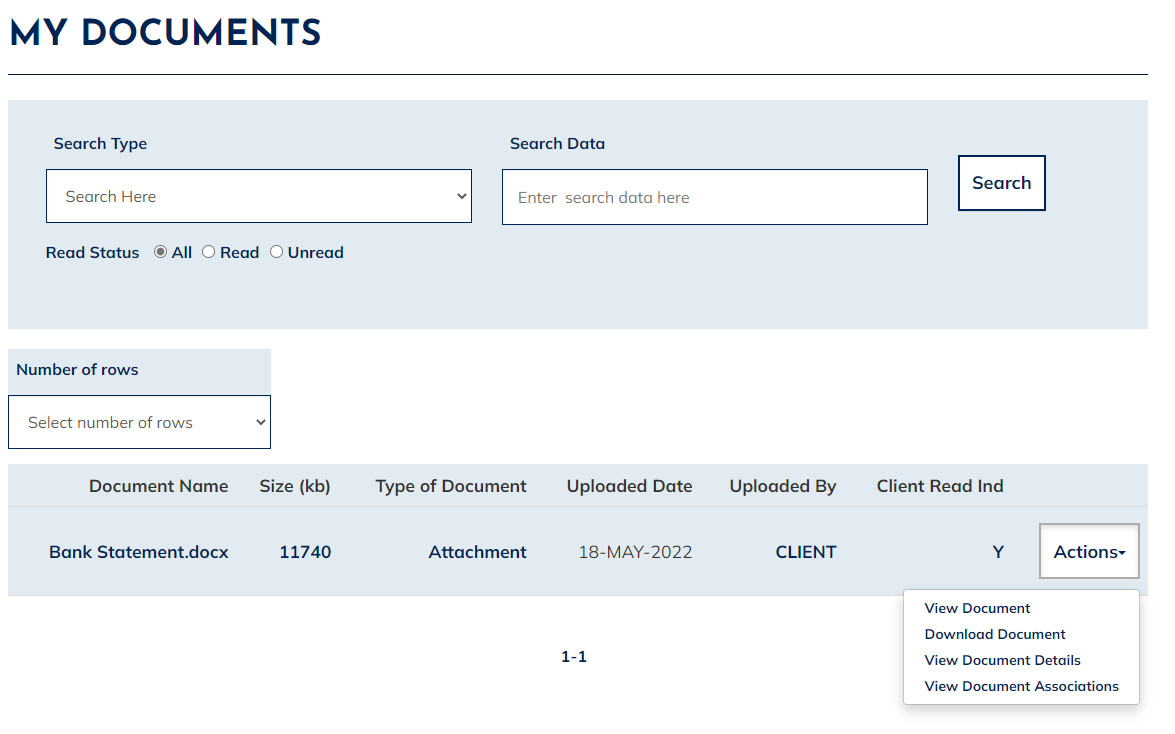 MY DOCUMENTS
Search Type Search Data
Search Here Enter search data here Search
Read Status All Read Unread
Number of rows
Select number of rows
Document Name Size (kb) Type of Document Uploaded Date Uploaded By Client Read Ind
Bank Statement.docx 11740 Attachment 18-MAY-2022 CLIENT Y Actions
View Document
Download Document
View Document Details
View Document Associations
1-1